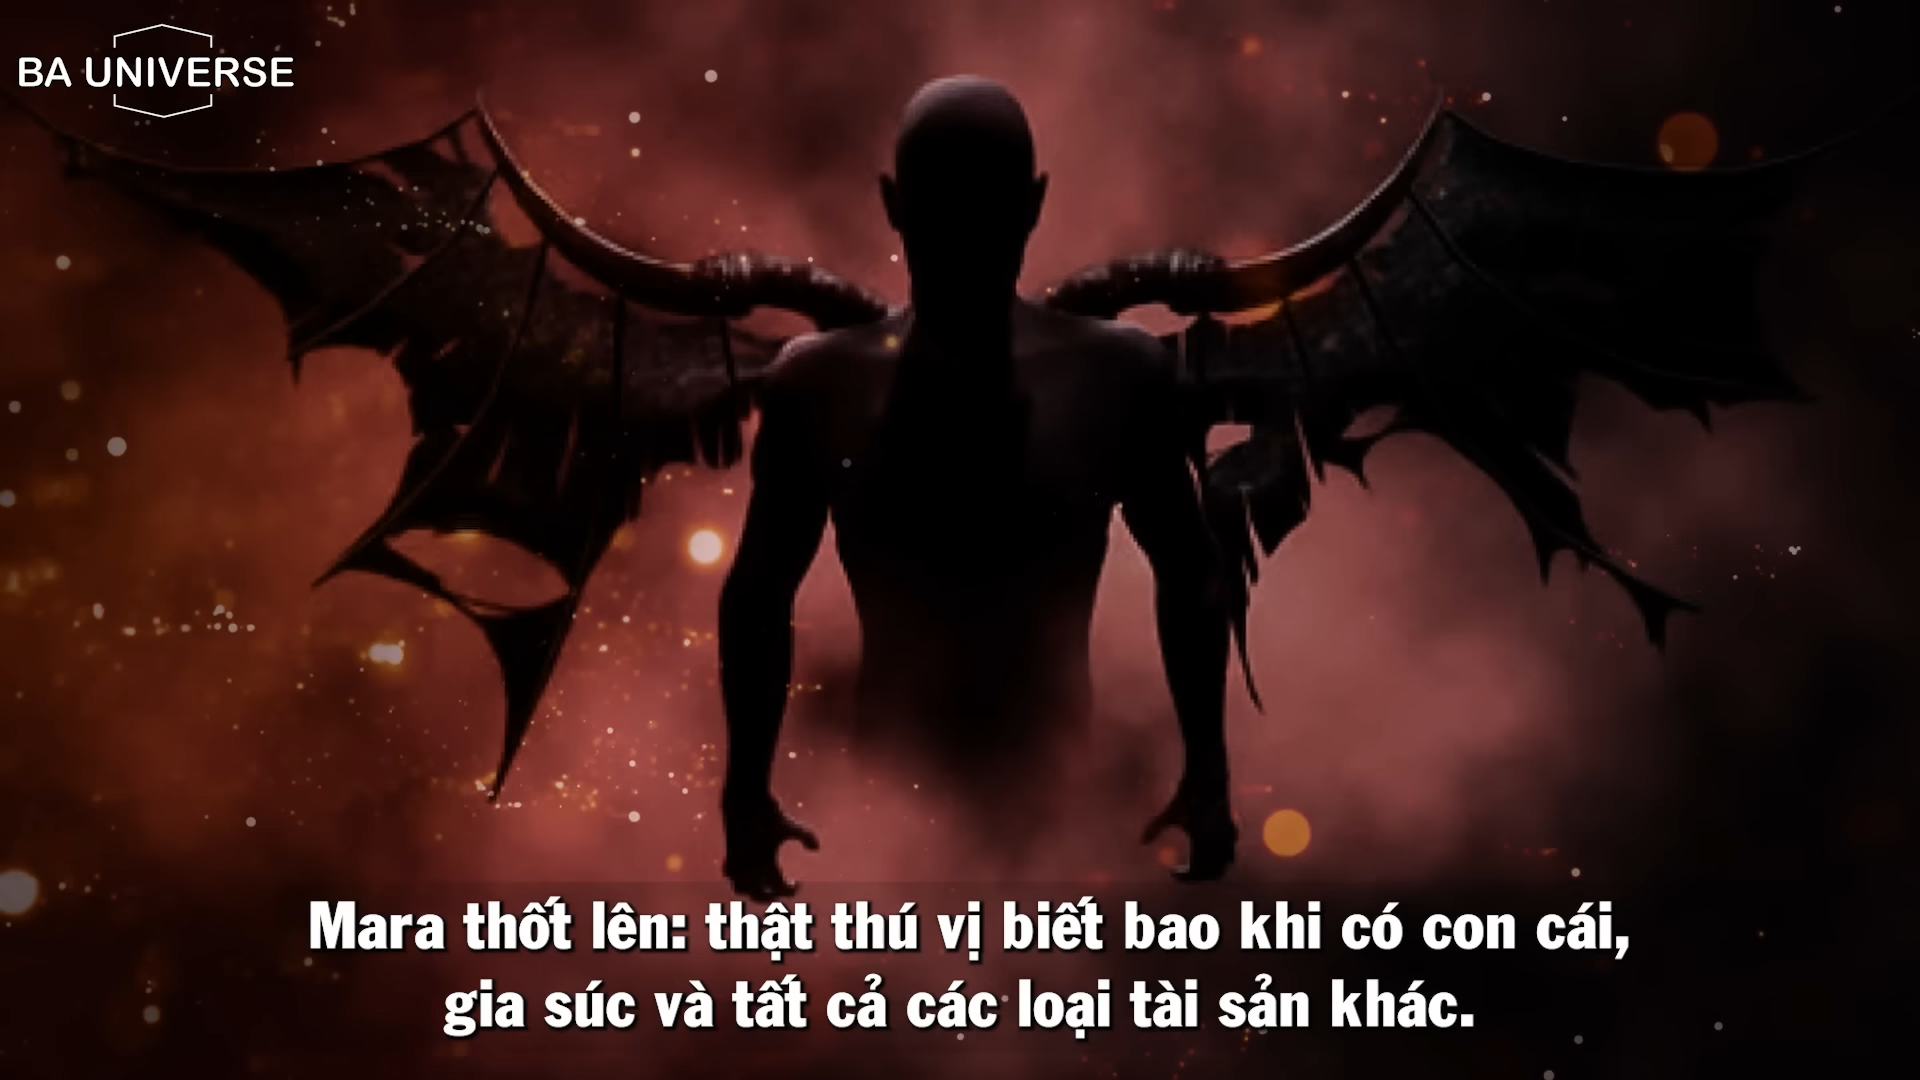 BA UNIVERSE
Mara thốt lên: thật thú vị biết bao khi có con cái,
gia súc và tất cả các loại tài sản khác.